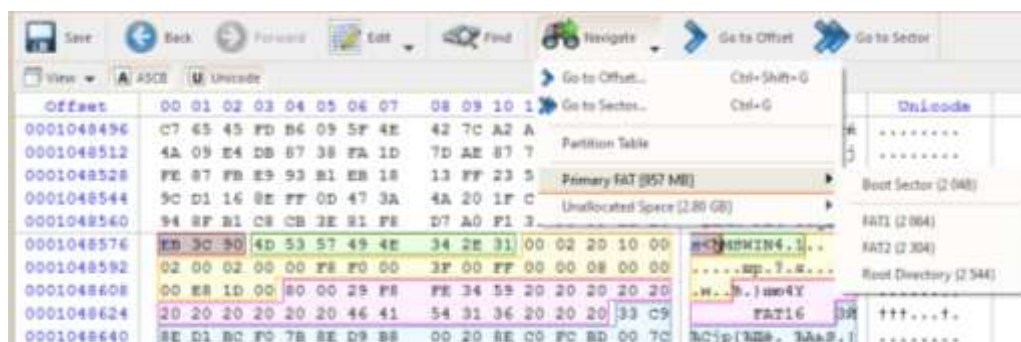 Save Back Forward Edit Find Navigate Go to Offset Go to Sector
View A ASCII U Unicode
Go to Offset... Ctrl+Shift+G
Offset 00 01 02 03 04 05 06 07 08 09 10 1 Go to Sector... Ctrl+G Unicode
0001048496 C7 65 45 FD B6 09 5F 4E 42 7C A2 A
Partition Table
0001048512 4A 09 E4 DB 87 38 FA 1D 7D AE 87 7
0001048528 FE 87 FB E9 93 B1 EB 18 13 FF 23 5 Primary FAT (957 MB) Boot Sector (2 048)
0001048544 9C D1 16 8E FF 0D 47 3A 4A 20 1F C Unallocated Space (2.80 GB)
0001048560 94 8F B1 C8 CB 3E 81 F8 D7 A0 F1 3 FAT1 (2 064)
0001048576 EB 3C 90 4D 53 57 49 4E 34 2E 31 00 02 20 10 00 MSWIN4.1.. FAT2 (2 304)
0001048592 02 00 02 00 00 F8 F0 00 3F 00 FF 00 00 08 00 00 Root Directory (2 544)
0001048608 00 E8 1D 00 80 00 29 F8 FE 34 59 20 20 20 20 20
0001048624 20 20 20 20 20 20 46 41 54 31 36 20 20 20 33 C9 FAT16
0001048640 8E D1 BC F0 7B 8E D9 B8 00 20 8E C0 FC BD 00 7C